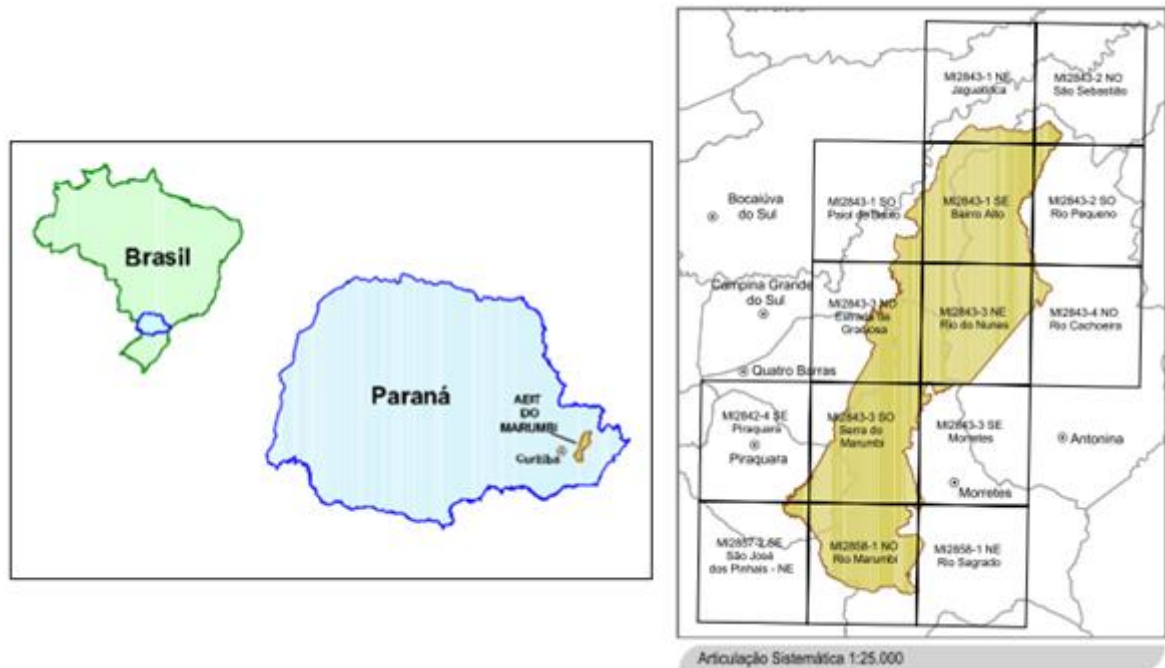 Brasil
Paraná
AEIT
DO
MARUMBI
Curitiba
MI2843-1 NE
Jaguatirica
MI2843-2 NO
São Sebastião
Bocaiúva
do Sul
MI2843-1 SO
MI2843-1 SE
Bairro Alto
MI2843-2 SO
Rio Pequeno
Campina Grande
do Sul
MI2843-3 NO
Estrada da
Graciosa
MI2843-3 NE
Rio do Nunes
MI2843-4 NO
Rio Cachoeira
Quatro Barras
MI2842-4 SE
Piraquara
Piraquara
MI2843-3 SO
Serra do
Marumbi
MI2843-3 SE
Morretes
Antonina
Morretes
MI2857-2 SE
São José
dos Pinhais - NE
MI2858-1 NO
Rio Marumbi
MI2858-1 NE
Rio Sagrado
Articulação Sistemática 1:25.000